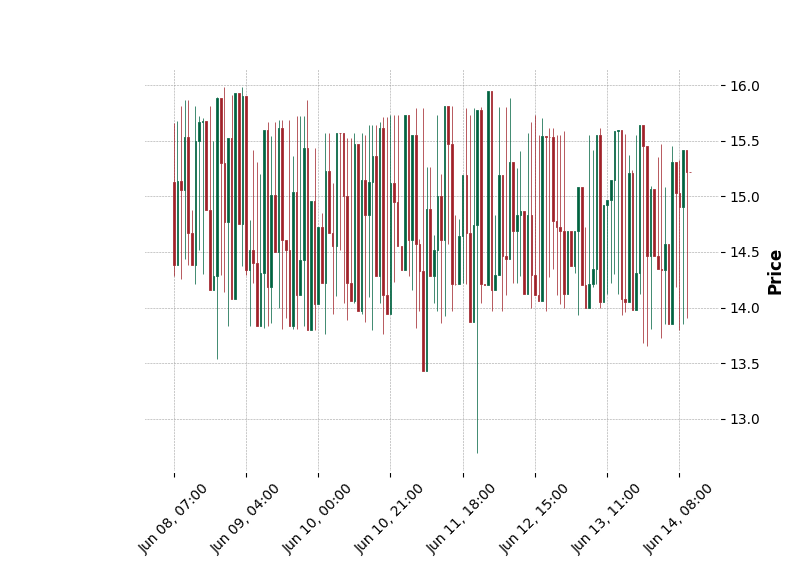 16.0
15.5
15.0
14.5
14.0
13.5
13.0
Price
Jun 08, 07:00
Jun 09, 04:00
Jun 10, 00:00
Jun 10, 21:00
Jun 11, 18:00
Jun 12, 15:00
Jun 13, 11:00
Jun 14, 08:00